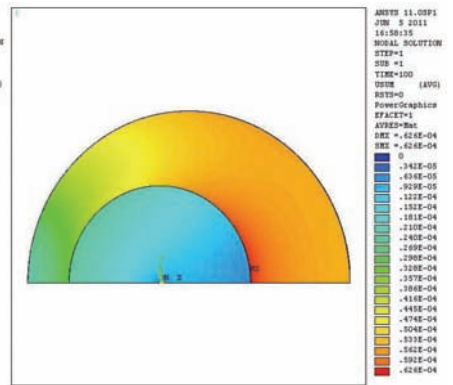 ANSYS 11.0SP1
JUN 5 2011
16:58:35
NODAL SOLUTION
STEP=1
SUB =1
TIME=100
USUM (AVG)
RSYS=0
PowerGraphics
EFACET=1
AVRES=Mat
DMX =.626E-04
SMX =.626E-04
0
.342E-05
.636E-05
.929E-05
.122E-04
.152E-04
.181E-04
.210E-04
.240E-04
.269E-04
.298E-04
.328E-04
.357E-04
.386E-04
.416E-04
.445E-04
.474E-04
.504E-04
.533E-04
.562E-04
.592E-04
.626E-04
X